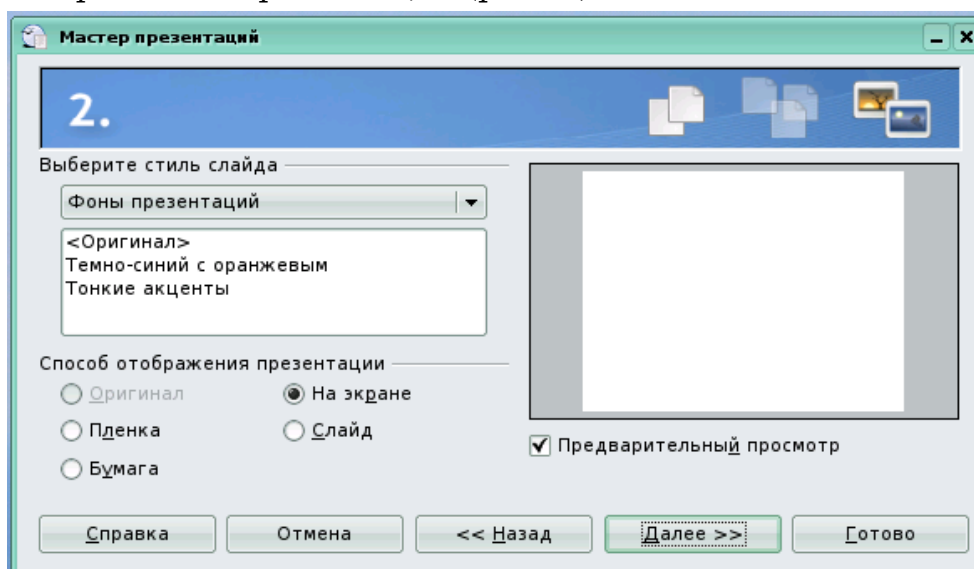 Мастер презентаций
2.
Выберите стиль слайда
Фоны презентаций
<Оригинал>
Темно-синий с оранжевым
Тонкие акценты
Способ отображения презентации
Оригинал
На экране
Пленка
Слайд
Бумага
Предварительный просмотр
Справка
Отмена
<< Назад
Далее >>
Готово